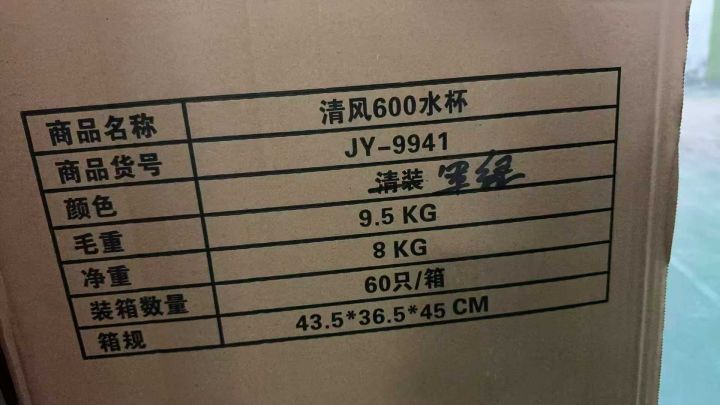 商品名称 清风600水杯
商品货号 JY-9941
颜色 清装
毛重 9.5 KG
净重 8 KG
装箱数量 60只/箱
箱规 43.5*36.5*45 CM